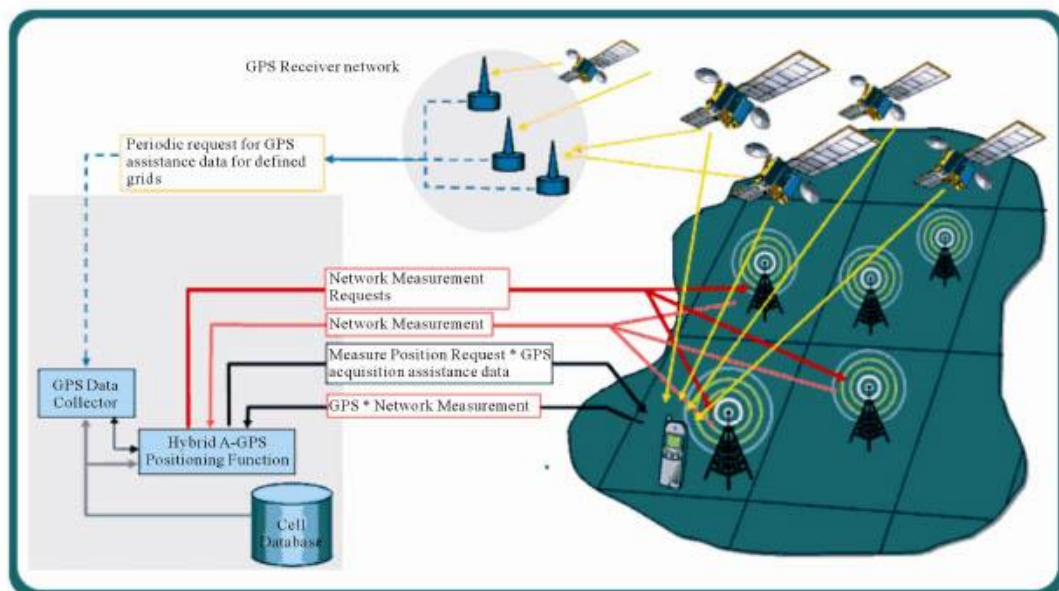 GPS Receiver network
Periodic request for GPS
assistance data for defined
grids
Network Measurement
Requests
Network Measurement
Measure Position Request * GPS
acquisition assistance data
GPS * Network Measurement
GPS Data
Collector
Hybrid A-GPS
Positioning Function
Cell
Database